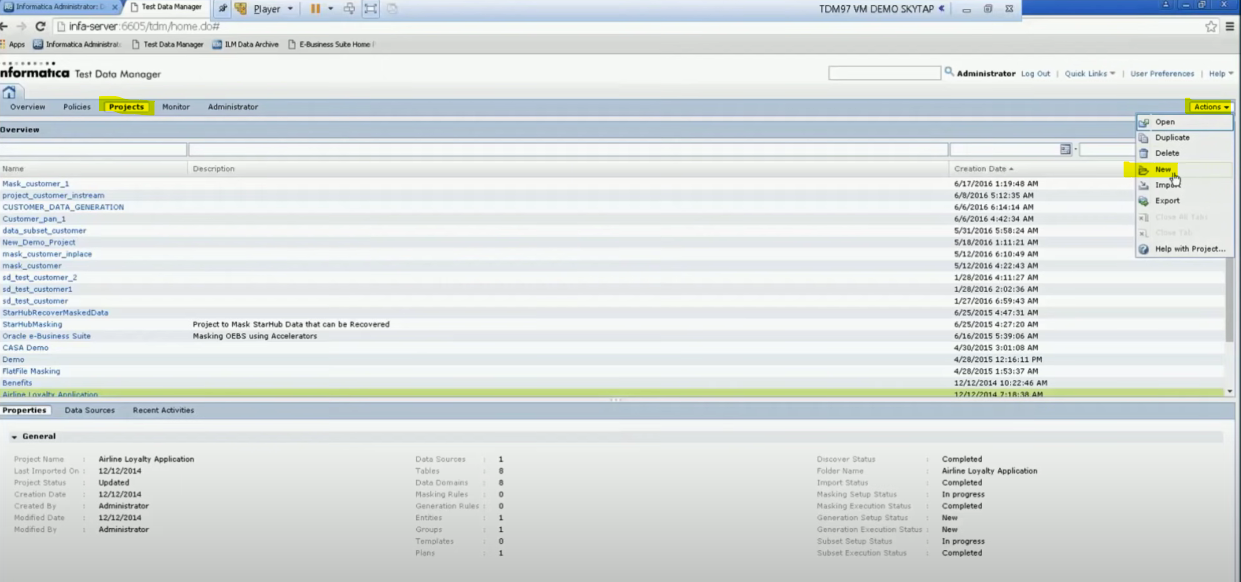 Informatica Administrator: D
Test Data Manager
Player
TDM97 VM DEMO SKYTAP
infa-server:6605/tdm/home.do#
Apps Informatica Administrat: Test Data Manager ILM Data Archive E-Business Suite Home
nformatica Test Data Manager
Administrator Log Out | Quick Links | User Preferences | Help
Overview Policies Projects Monitor Administrator Actions
Overview
Open
Duplicate
Delete
New
Import
Export
Close All Tabs
Close Tab
Help with Project...
Name Description Creation Date
Mask_customer_1 6/17/2016 1:19:48 AM
project_customer_instream 6/8/2016 5:12:35 AM
CUSTOMER_DATA_GENERATION 6/6/2016 6:14:14 AM
Customer_pan_1 6/6/2016 4:42:34 AM
data_subset_customer 5/31/2016 5:58:24 AM
New_Demo_Project 5/18/2016 1:11:21 AM
mask_customer_inplace 5/12/2016 6:10:49 AM
mask_customer 5/12/2016 4:22:43 AM
sd_test_customer_2 1/28/2016 4:11:27 AM
sd_test_customer1 1/28/2016 2:02:36 AM
sd_test_customer 1/27/2016 6:59:43 AM
StarHubRecoverMaskedData 6/25/2015 4:47:31 AM
StarHubMasking Project to Mask StarHub Data that can be Recovered 6/25/2015 4:27:20 AM
Oracle e-Business Suite Masking OEBS using Accelerators 6/16/2015 5:39:06 AM
CASA Demo 4/30/2015 3:01:08 AM
Demo 4/28/2015 12:16:11 PM
FlatFile Masking 4/28/2015 1:53:37 AM
Benefits 12/12/2014 10:22:46 AM
Airline Loyalty Application 12/12/2014 7:18:38 AM
Properties Data Sources Recent Activities
General
Project Name : Airline Loyalty Application Data Sources : 1 Discover Status : Completed
Last Imported On : 12/12/2014 Tables : 8 Folder Name : Airline Loyalty Application
Project Status : Updated Data Domains : 8 Import Status : Completed
Creation Date : 12/12/2014 Masking Rules : 0 Masking Setup Status : In progress
Created By : Administrator Generation Rules : 0 Masking Execution Status : Completed
Modified Date : 12/12/2014 Entities : 1 Generation Setup Status : New
Modified By : Administrator Groups : 1 Generation Execution Status : New
Templates : 0 Subset Setup Status : In progress
Plans : 1 Subset Execution Status : Completed